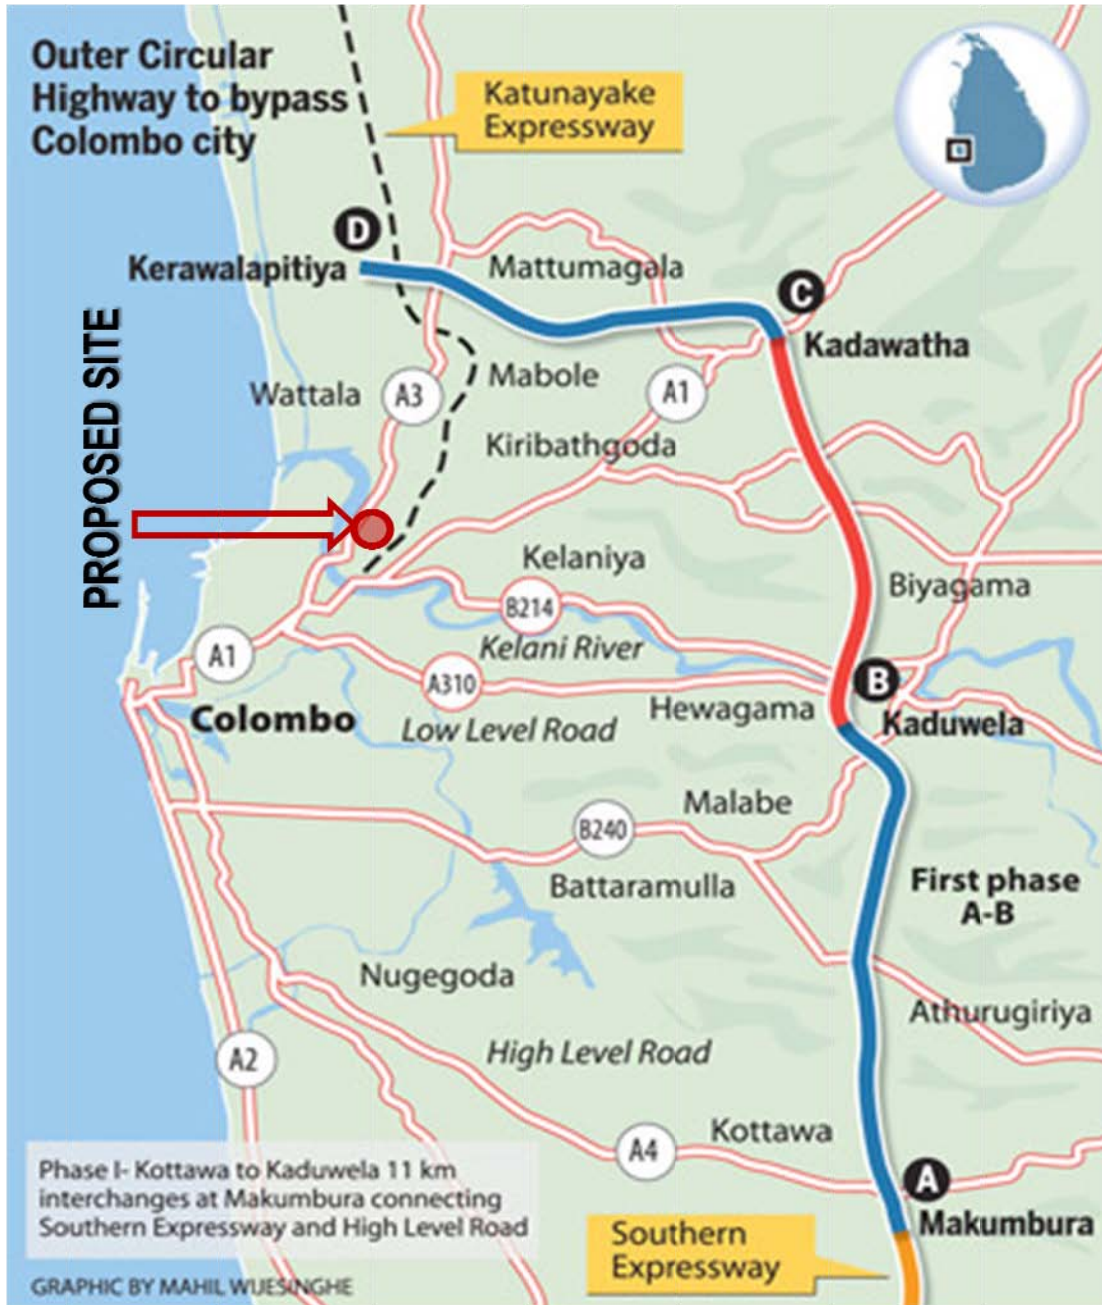 Outer Circular
Highway to bypass
Colombo city
Katunayake
Expressway
D
Kerawalapitiya
Mattumagala
C
Kadawatha
PROPOSED SITE
Wattala
A3
Mabole
A1
Kiribathgoda
Kelaniya
Biyagama
B214
Kelani River
A1
A310
B
Hewagama
Kaduwela
Colombo
Low Level Road
Malabe
B240
Battaramulla
First phase
A-B
Nugegoda
Athurugiriya
High Level Road
A2
Kottawa
A4
A
Makumbura
Phase I- Kottawa to Kaduwela 11 km
interchanges at Makumbura connecting
Southern Expressway and High Level Road
Southern
Expressway
GRAPHIC BY MAHIL WIJESINGHE